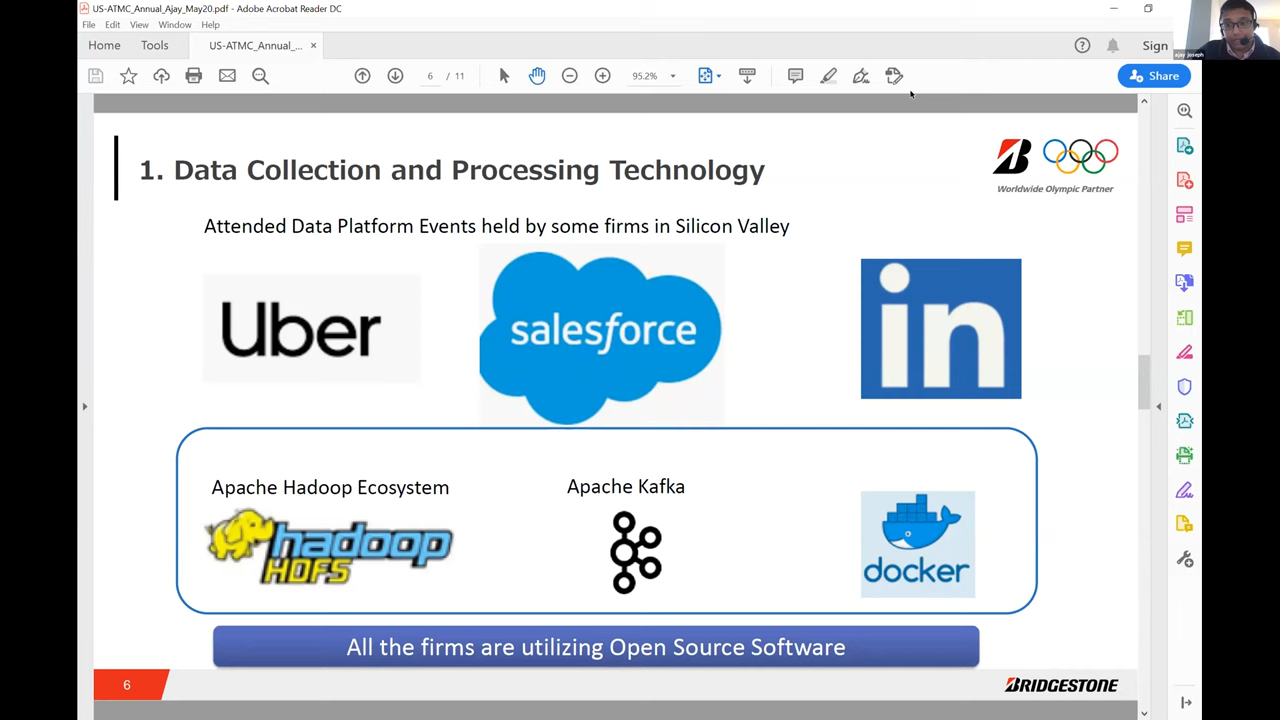 US-ATMC_Annual_Ajay_May20.pdf - Adobe Acrobat Reader DC
File Edit View Window Help
Home Tools US-ATMC_Annual_... × Sign
6 / 11 95.2% Share
ajay joseph
1. Data Collection and Processing Technology
Worldwide Olympic Partner
Attended Data Platform Events held by some firms in Silicon Valley
Uber
salesforce
in
Apache Hadoop Ecosystem
Apache Kafka
hadoop
HDFS
docker
All the firms are utilizing Open Source Software
6
BRIDGESTONE